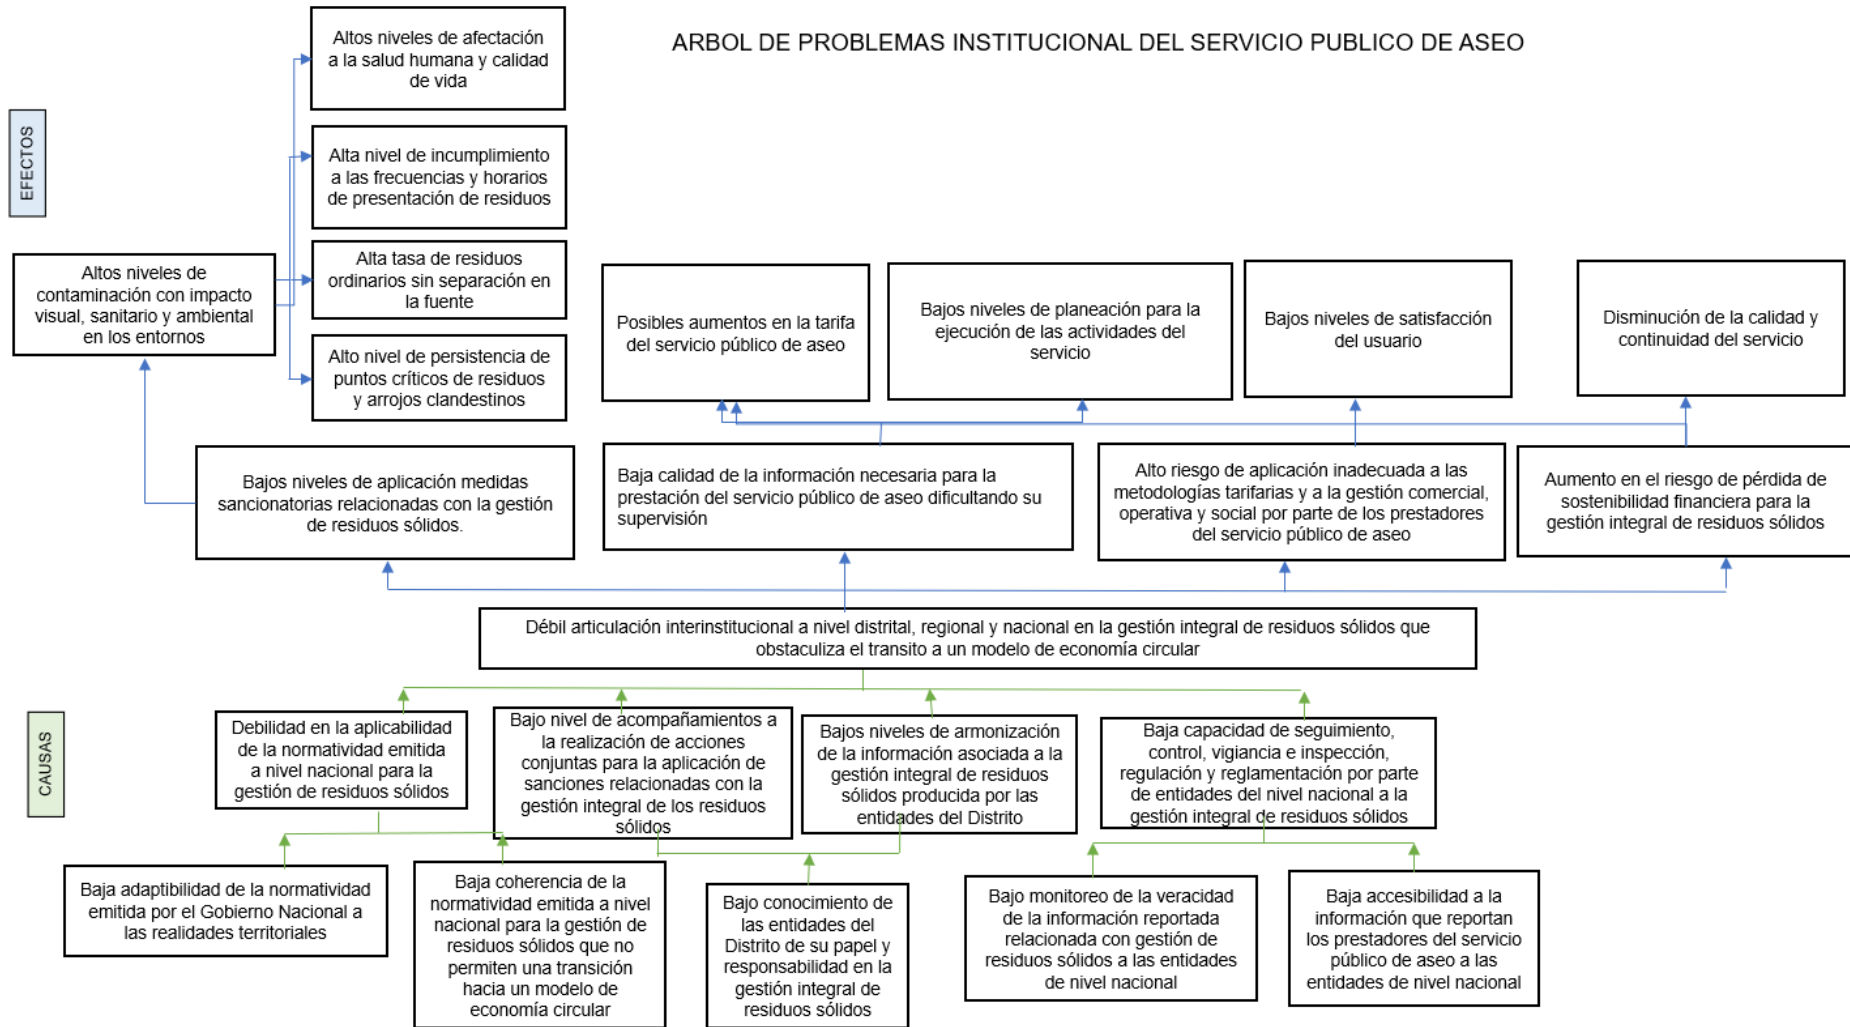 ARBOL DE PROBLEMAS INSTITUCIONAL DEL SERVICIO PUBLICO DE ASEO
EFECTOS
Altos niveles de afectación
a la salud humana y calidad
de vida
Alta nivel de incumplimiento
a las frecuencias y horarios
de presentación de residuos
Alta tasa de residuos
ordinarios sin separación en
la fuente
Alto nivel de persistencia de
puntos críticos de residuos
y arrojos clandestinos
Altos niveles de
contaminación con impacto
visual, sanitario y ambiental
en los entornos
Posibles aumentos en la tarifa
del servicio público de aseo
Bajos niveles de planeación para la
ejecución de las actividades del
servicio
Bajos niveles de satisfacción
del usuario
Disminución de la calidad y
continuidad del servicio
Bajos niveles de aplicación medidas
sancionatorias relacionadas con la gestión
de residuos sólidos.
Baja calidad de la información necesaria para la
prestación del servicio público de aseo dificultando su
supervisión
Alto riesgo de aplicación inadecuada a las
metodologías tarifarias y a la gestión comercial,
operativa y social por parte de los prestadores
del servicio público de aseo
Aumento en el riesgo de pérdida de
sostenibilidad financiera para la
gestión integral de residuos sólidos
Débil articulación interinstitucional a nivel distrital, regional y nacional en la gestión integral de residuos sólidos que
obstaculiza el transito a un modelo de economía circular
CAUSAS
Debilidad en la aplicabilidad
de la normatividad emitida
a nivel nacional para la
gestión de residuos sólidos
Bajo nivel de acompañamientos a
la realización de acciones
conjuntas para la aplicación de
sanciones relacionadas con la
gestión integral de los residuos
sólidos
Bajos niveles de armonización
de la información asociada a la
gestión integral de residuos
sólidos producida por las
entidades del Distrito
Baja capacidad de seguimiento,
control, vigiancia e inspección,
regulación y reglamentación por parte
de entidades del nivel nacional a la
gestión integral de residuos sólidos
Baja adaptibilidad de la normatividad
emitida por el Gobierno Nacional a
las realidades territoriales
Baja coherencia de la
normatividad emitida a nivel
nacional para la gestión de
residuos sólidos que no
permiten una transición
hacia un modelo de
economía circular
Bajo conocimiento de
las entidades del
Distrito de su papel y
responsabilidad en la
gestión integral de
residuos sólidos
Bajo monitoreo de la veracidad
de la información reportada
relacionada con gestión de
residuos sólidos a las entidades
de nivel nacional
Baja accesibilidad a la
información que reportan
los prestadores del servicio
público de aseo a las
entidades de nivel nacional